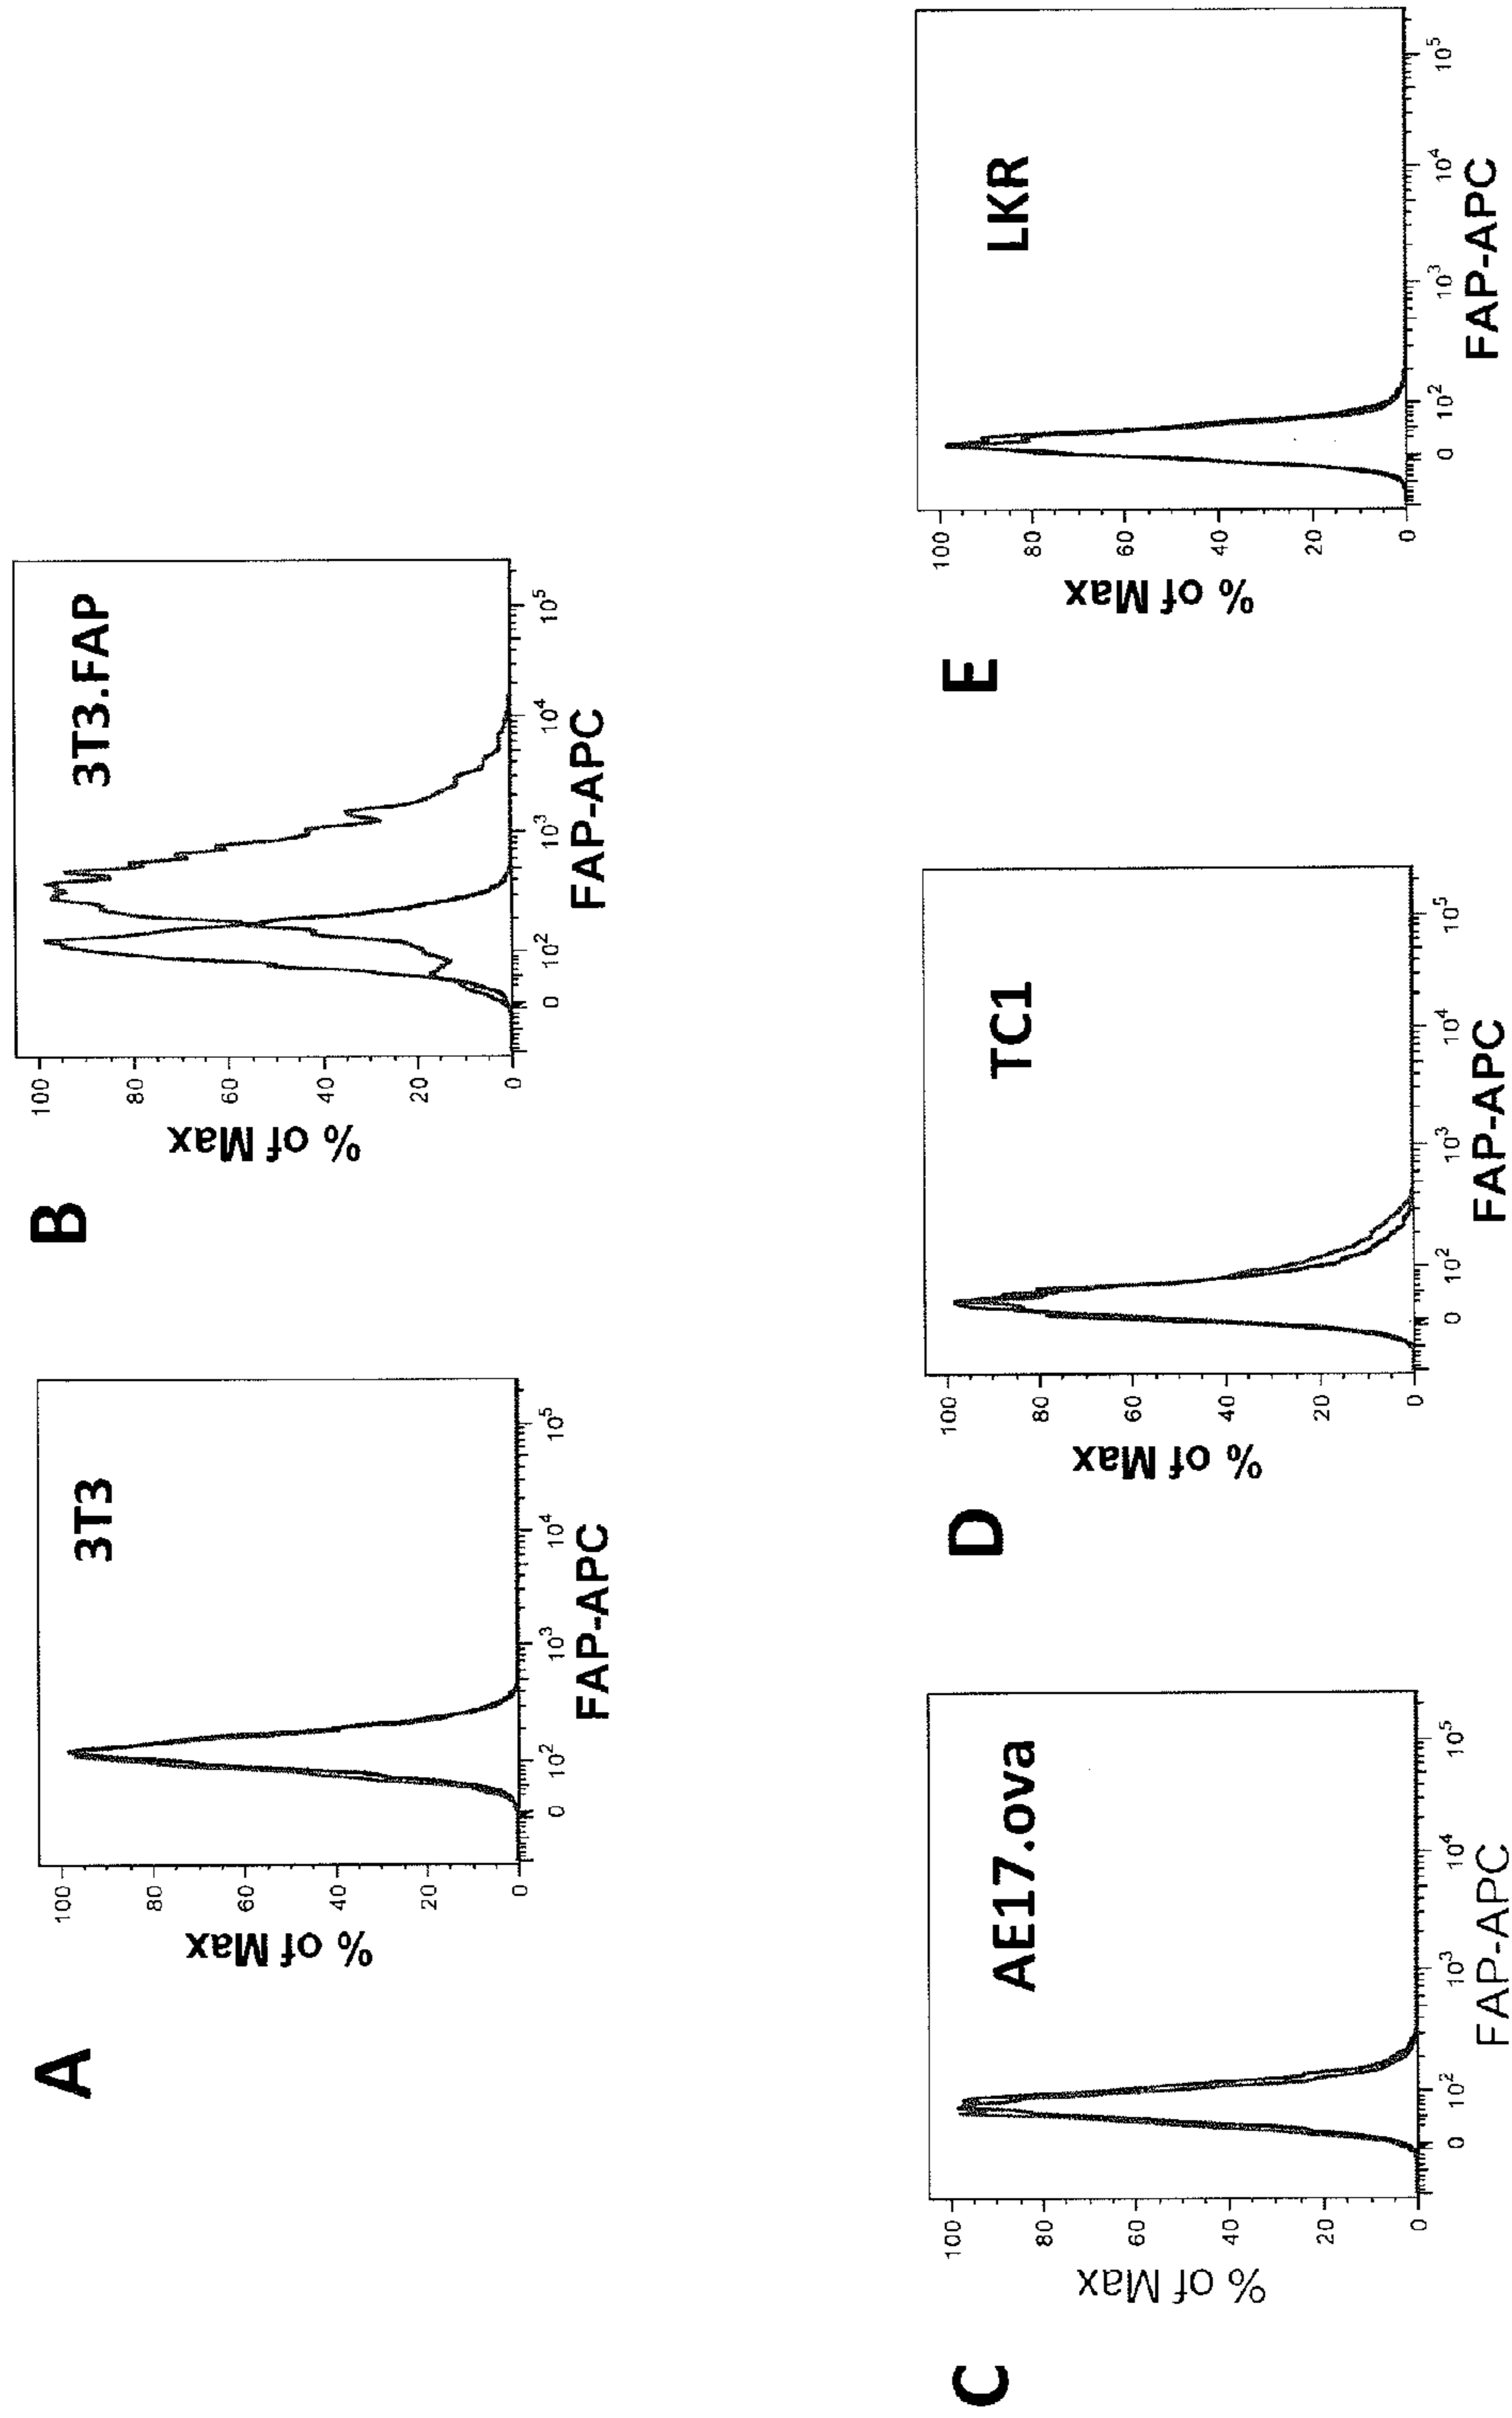 A
3T3
% of Max
100
80
60
40
20
0
0 10² 10³ 10⁴ 10⁵
FAP-APC
B
3T3.FAP
% of Max
100
80
60
40
20
0
0 10² 10³ 10⁴ 10⁵
FAP-APC
C
AE17.ova
% of Max
100
80
60
40
20
0
0 10² 10³ 10⁴ 10⁵
FAP-APC
D
TC1
% of Max
100
80
60
40
20
0
0 10² 10³ 10⁴ 10⁵
FAP-APC
E
LKR
% of Max
100
80
60
40
20
0
0 10² 10³ 10⁴ 10⁵
FAP-APC